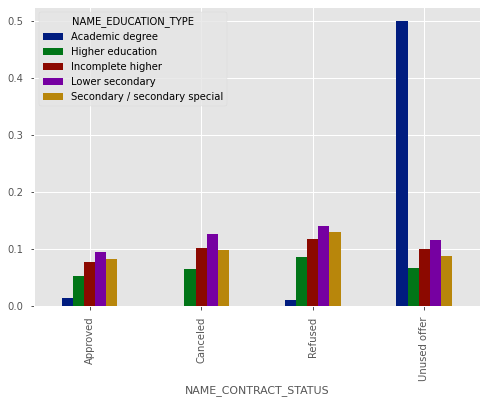 NAME_EDUCATION_TYPE
Academic degree
Higher education
Incomplete higher
Lower secondary
Secondary / secondary special
0.5
0.4
0.3
0.2
0.1
0.0
Approved
Canceled
Refused
Unused offer
NAME_CONTRACT_STATUS